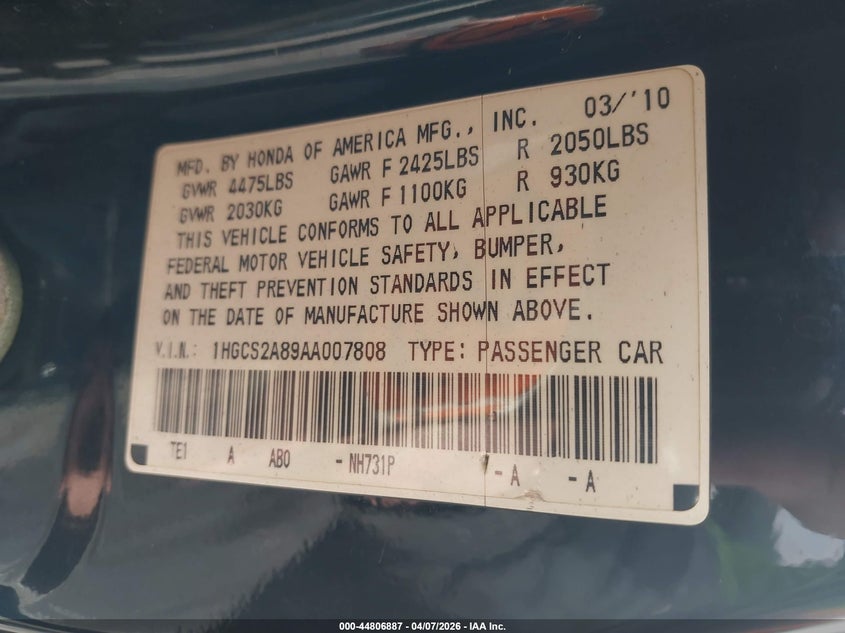 MFD. BY HONDA OF AMERICA MFG., INC. 03/'10
GVWR 4475LBS GAWR F 2425LBS R 2050LBS
GVWR 2030KG GAWR F 1100KG R 930KG
THIS VEHICLE CONFORMS TO ALL APPLICABLE
FEDERAL MOTOR VEHICLE SAFETY, BUMPER,
AND THEFT PREVENTION STANDARDS IN EFFECT
ON THE DATE OF MANUFACTURE SHOWN ABOVE.
V.I.N.: 1HGCS2A89AA007808 TYPE: PASSENGER CAR
TE1 A AB0 - NH731P - A - A
000-44806887 - 04/07/2026 - IAA Inc.